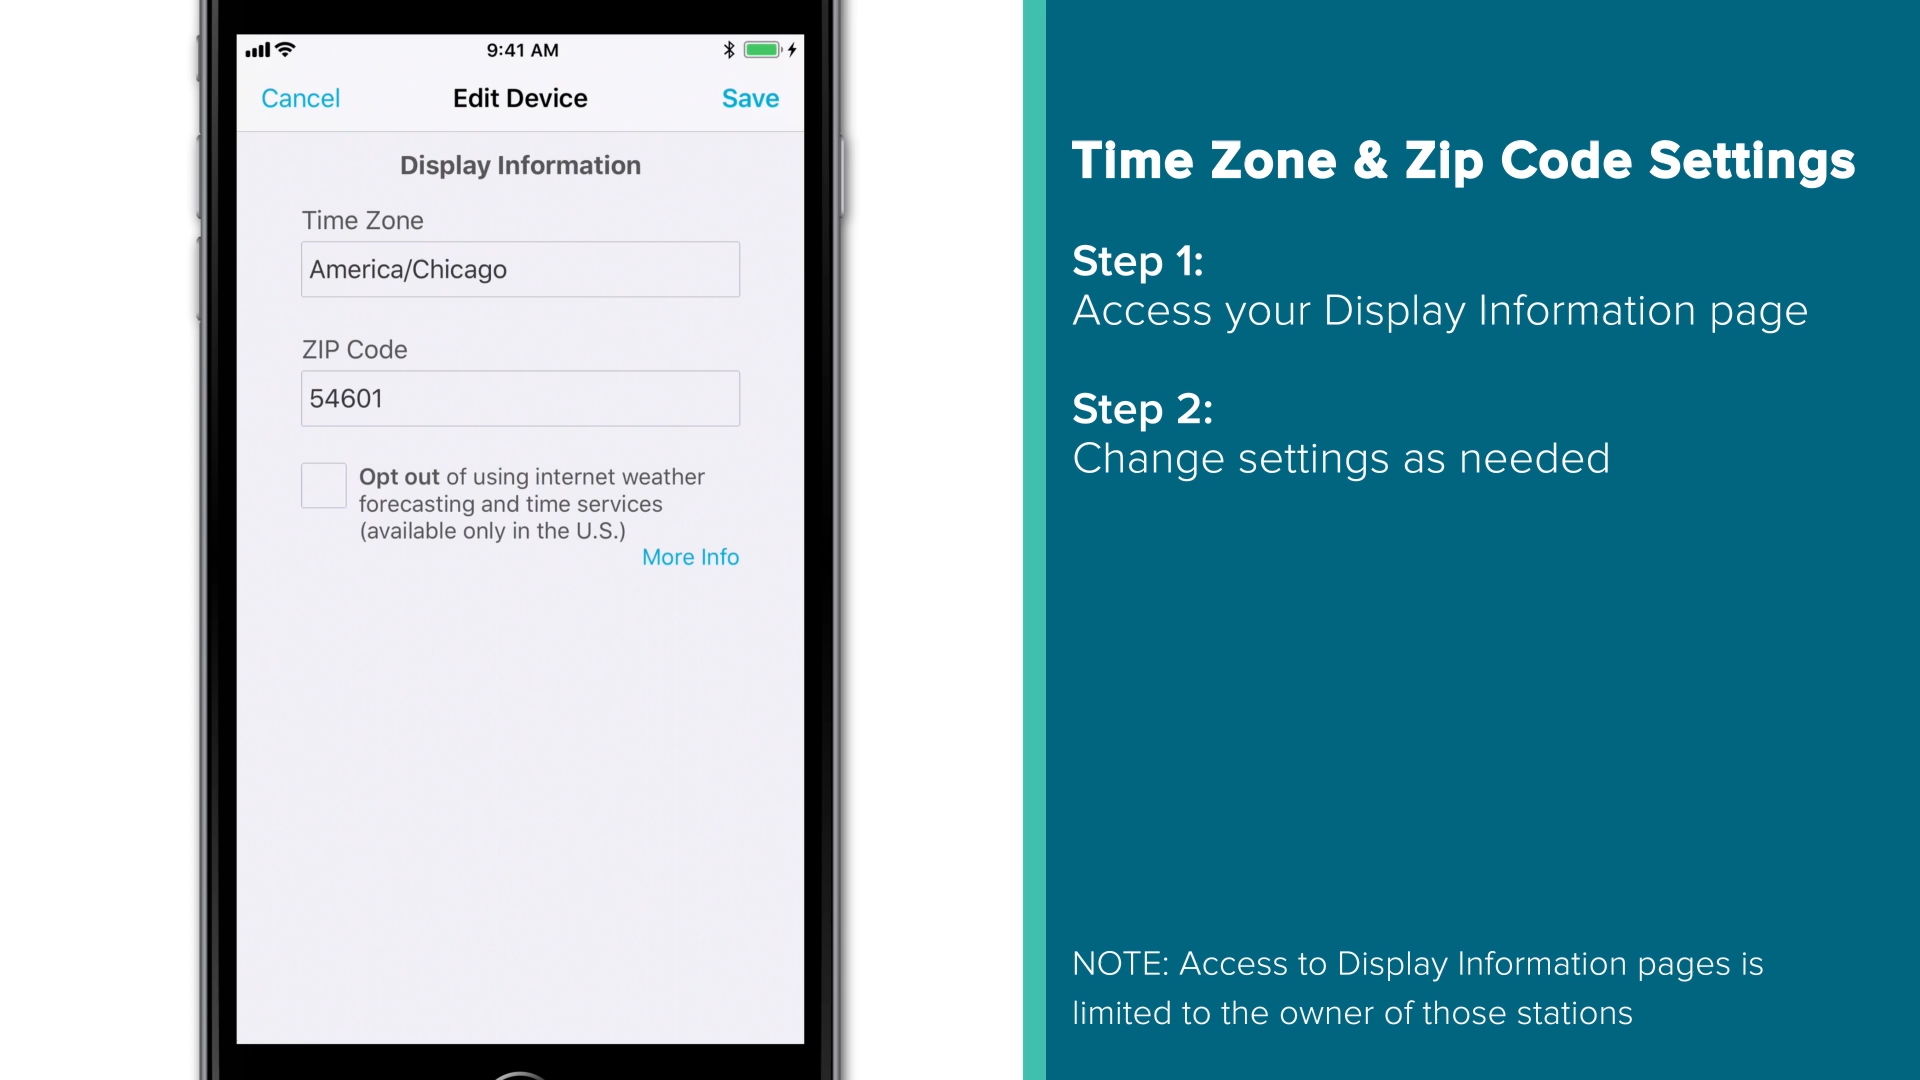 9:41 AM
Cancel Edit Device Save
Display Information
Time Zone
America/Chicago
ZIP Code
54601
Opt out of using internet weather
forecasting and time services
(available only in the U.S.)
More Info
Time Zone & Zip Code Settings
Step 1:
Access your Display Information page
Step 2:
Change settings as needed
NOTE: Access to Display Information pages is
limited to the owner of those stations